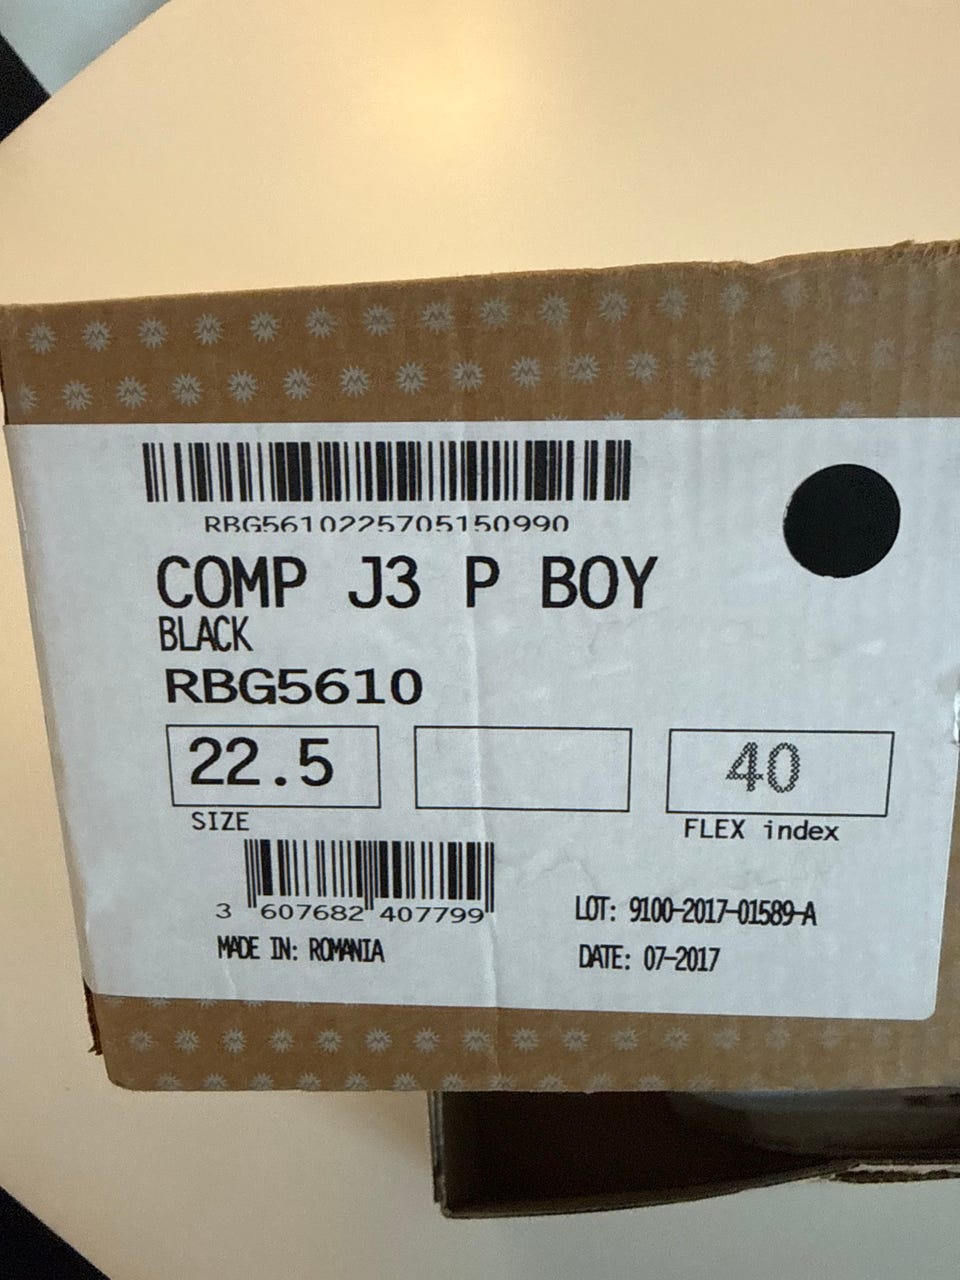 RBG5610225705150990
COMP J3 P BOY
BLACK
RBG5610
22.5
40
SIZE
FLEX index
3 607682 407799
LOT: 9100-2017-01589-A
MADE IN: ROMANIA
DATE: 07-2017